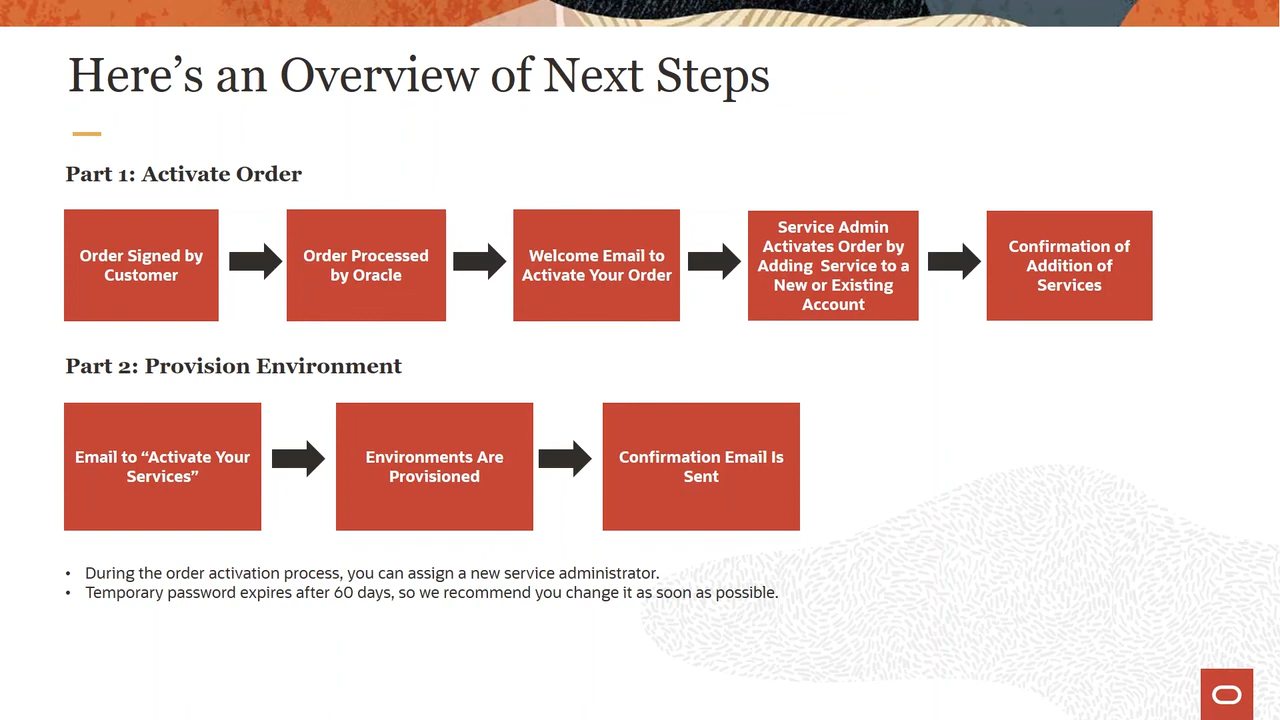 Here’s an Overview of Next Steps
Part 1: Activate Order
Order Signed by
Customer
Order Processed
by Oracle
Welcome Email to
Activate Your Order
Service Admin
Activates Order by
Adding  Service to a
New or Existing
Account
Confirmation of
Addition of
Services
Part 2: Provision Environment
Email to “Activate Your
Services”
Environments Are
Provisioned
Confirmation Email Is
Sent
• During the order activation process, you can assign a new service administrator.
• Temporary password expires after 60 days, so we recommend you change it as soon as possible.